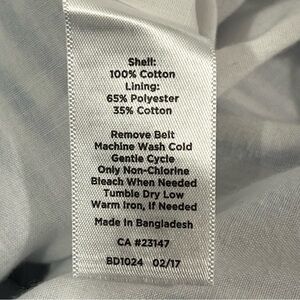 Shell:
100% Cotton
Lining:
65% Polyester
35% Cotton
Remove Belt
Machine Wash Cold
Gentle Cycle
Only Non-Chlorine
Bleach When Needed
Tumble Dry Low
Warm Iron, If Needed
Made In Bangladesh
CA #23147
BD1024 02/17